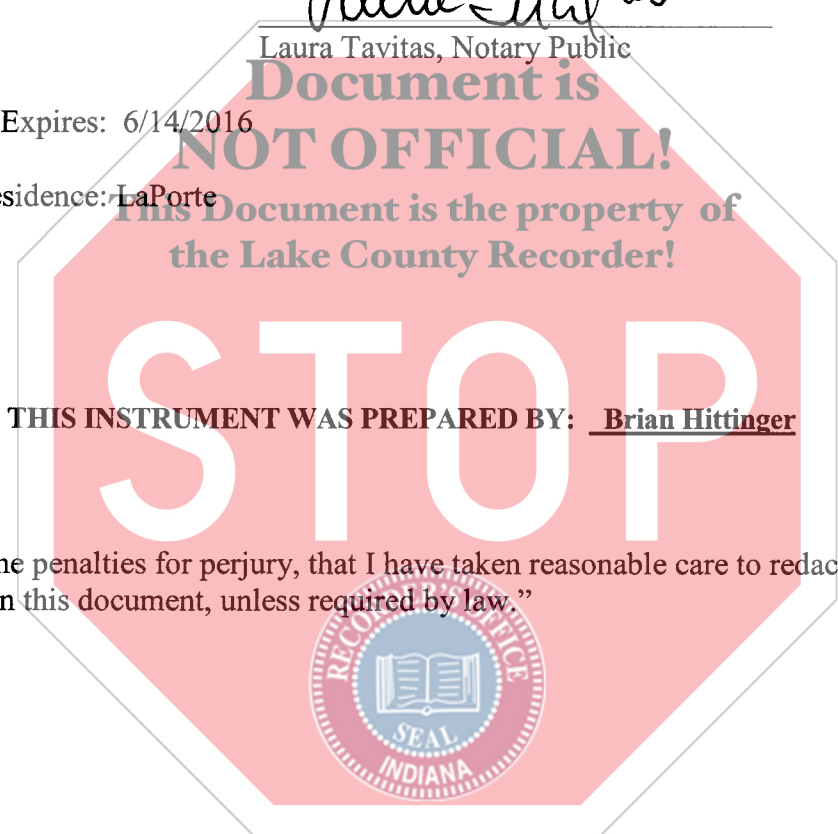 Laura Tavitas, Notary Public
Document is
Expires: 6/14/2016
NOT OFFICIAL!
esidence: LaPorte
This Document is the property of
the Lake County Recorder!
STOP
THIS INSTRUMENT WAS PREPARED BY: Brian Hittinger
he penalties for perjury, that I have taken reasonable care to redac
n this document, unless required by law.”
RECORDER'S OFFICE
SEAL
INDIANA